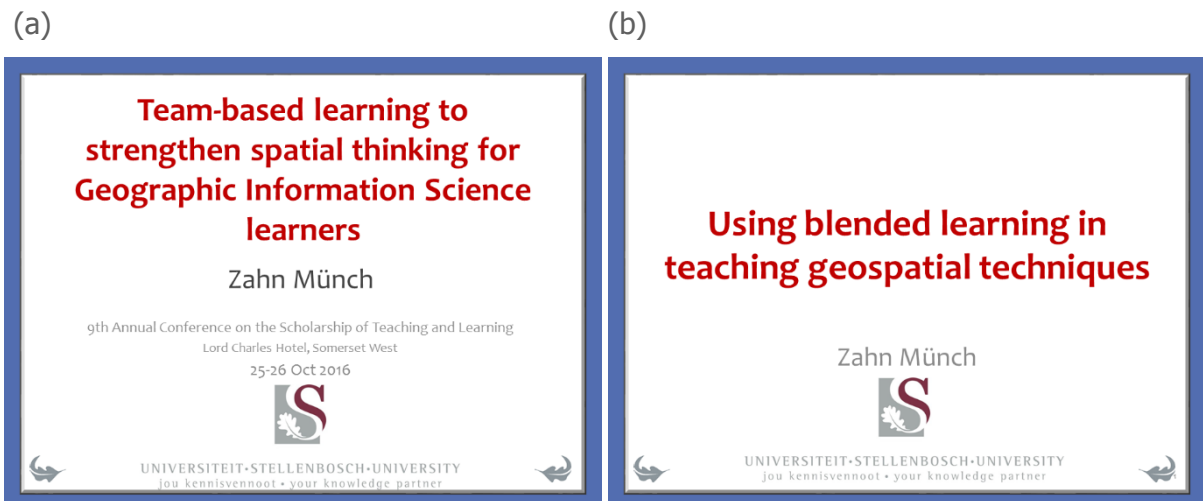 (a)
Team-based learning to
strengthen spatial thinking for
Geographic Information Science
learners
Zahn Münch
9th Annual Conference on the Scholarship of Teaching and Learning
Lord Charles Hotel, Somerset West
25-26 Oct 2016
S
UNIVERSITEIT•STELLENBOSCH•UNIVERSITY
jou kennisvennoot • your knowledge partner
(b)
Using blended learning in
teaching geospatial techniques
Zahn Münch
S
UNIVERSITEIT•STELLENBOSCH•UNIVERSITY
jou kennisvennoot • your knowledge partner